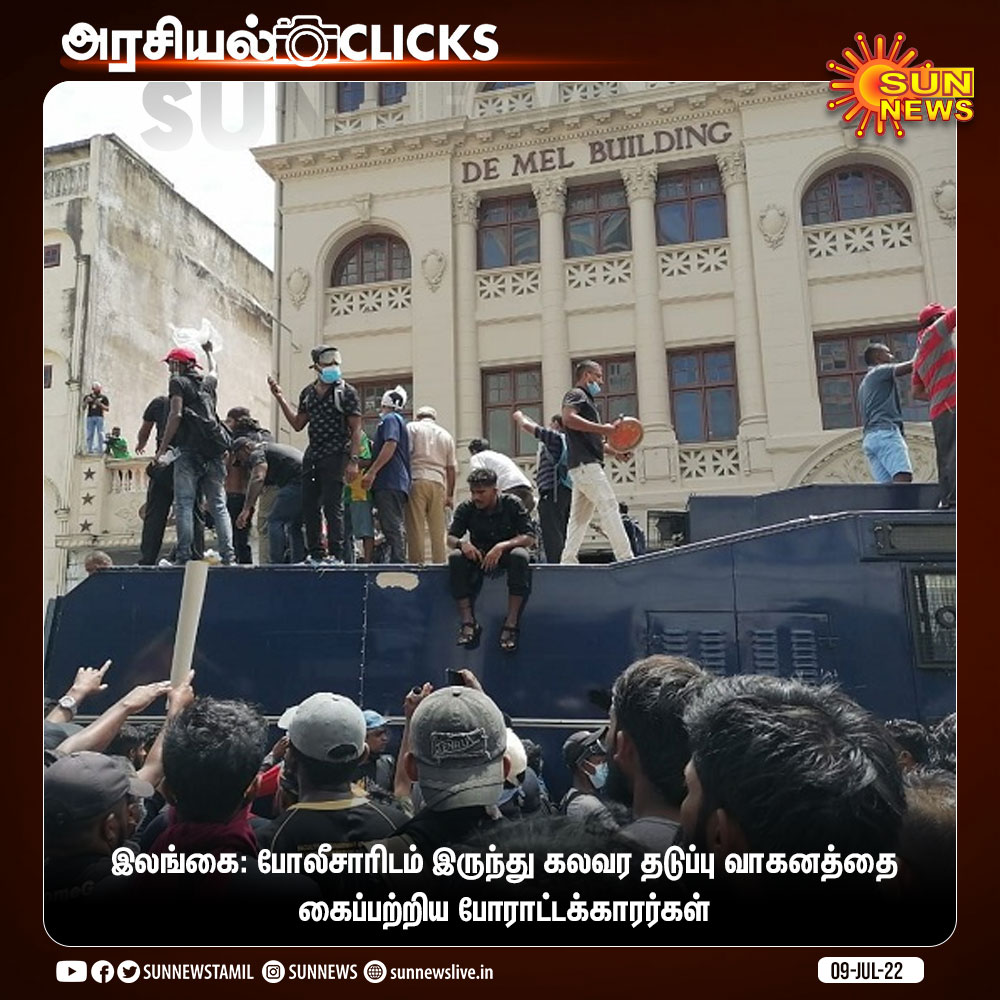 அரசியல் CLICKS
SUN
NEWS
DE MEL BUILDING
இலங்கை: போலீசாரிடம் இருந்து கலவர தடுப்பு வாகனத்தை
கைப்பற்றிய போராட்டக்காரர்கள்
SUNNEWSTAMIL SUNNEWS sunnewslive.in
09-JUL-22